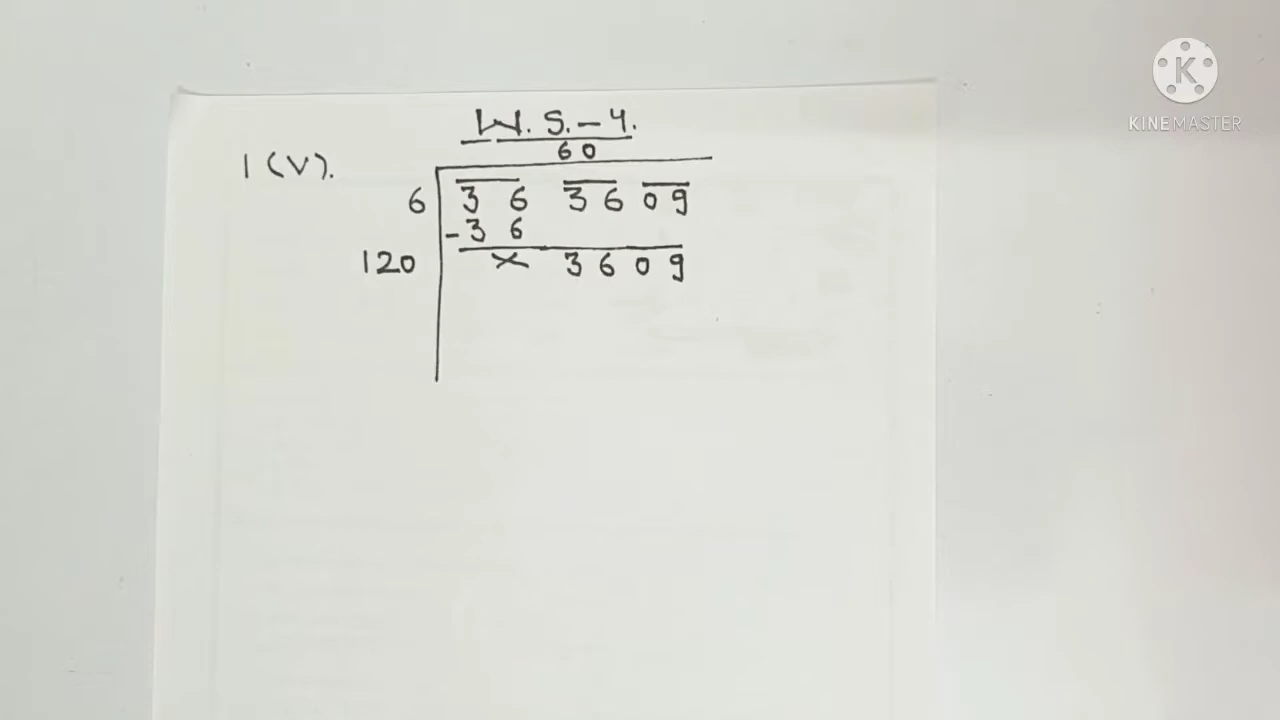 W. S. - 4.
60
1 (V).
6 36 36 09
- 36
120 × 3609
K
KINEMASTER